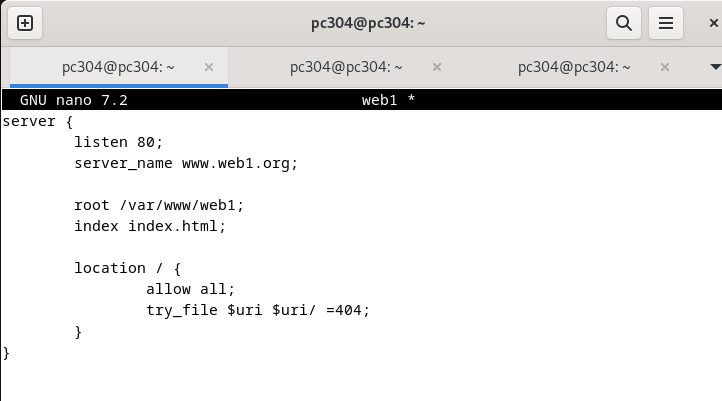 pc304@pc304: ~
pc304@pc304: ~ × pc304@pc304: ~ × pc304@pc304: ~ ×
GNU nano 7.2 web1 *
server {
listen 80;
server_name www.web1.org;
root /var/www/web1;
index index.html;
location / {
allow all;
try_file $uri $uri/ =404;
}
}